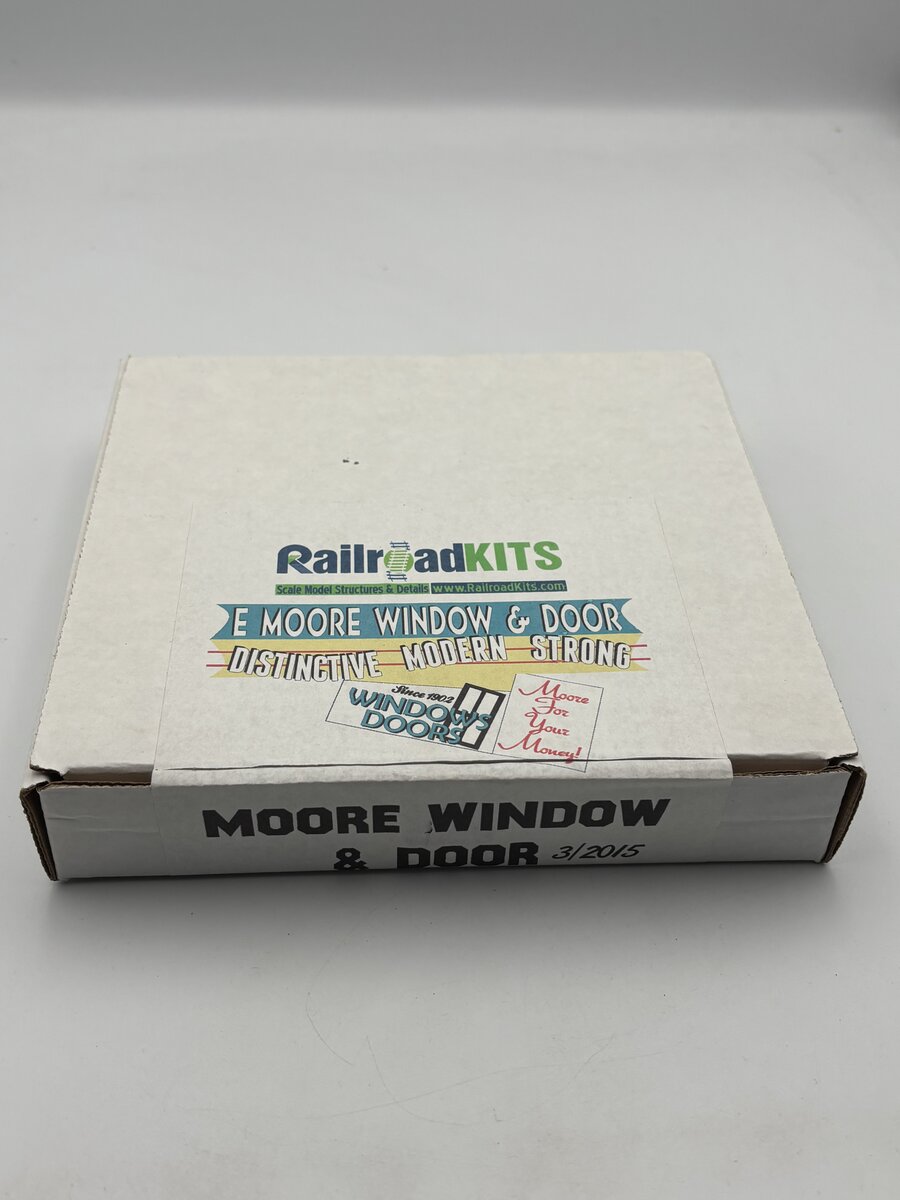 RailroadKITS
Scale Model Structures & Details www.RailroadKits.com
E MOORE WINDOW & DOOR
DISTINCTIVE MODERN STRONG
Since 1902
WINDOWS
DOORS
Moore
For
Your
Money!
MOORE WINDOW
& DOOR 3/2015